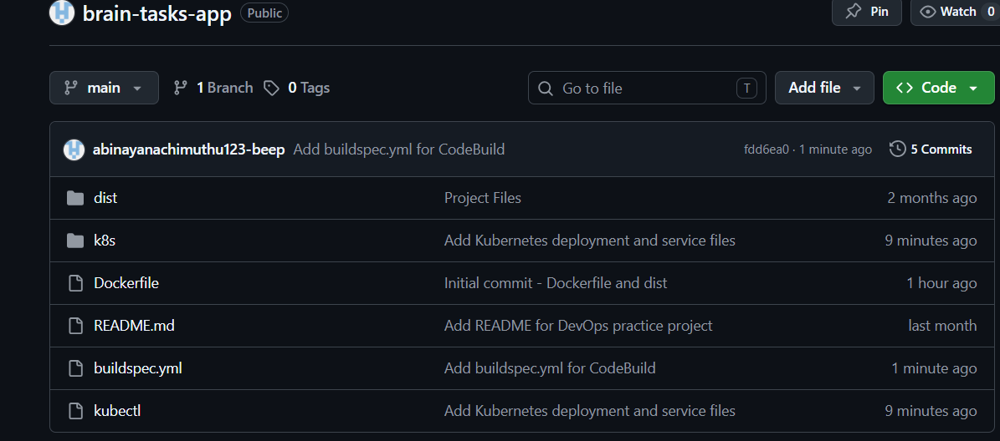 brain-tasks-app Public Pin Watch 0
main 1 Branch 0 Tags Go to file T Add file Code
abinayanachimuthu123-beep Add buildspec.yml for CodeBuild fdd6ea0 · 1 minute ago 5 Commits
dist Project Files 2 months ago
k8s Add Kubernetes deployment and service files 9 minutes ago
Dockerfile Initial commit - Dockerfile and dist 1 hour ago
README.md Add README for DevOps practice project last month
buildspec.yml Add buildspec.yml for CodeBuild 1 minute ago
kubectl Add Kubernetes deployment and service files 9 minutes ago